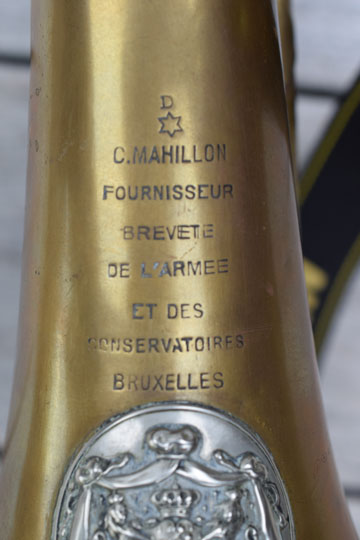 D
C.MAHILLON
FOURNISSEUR
BREVETE
DE L'ARMEE
ET DES
CONSERVATOIRES
BRUXELLES